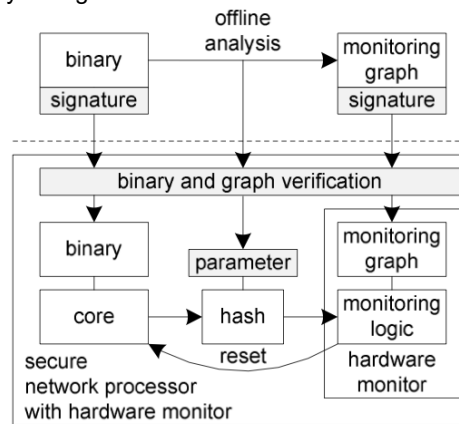 offline
analysis
binary
signature
monitoring
graph
signature
binary and graph verification
binary
parameter
monitoring
graph
core
hash
monitoring
logic
reset
secure
network processor
with hardware monitor
hardware
monitor